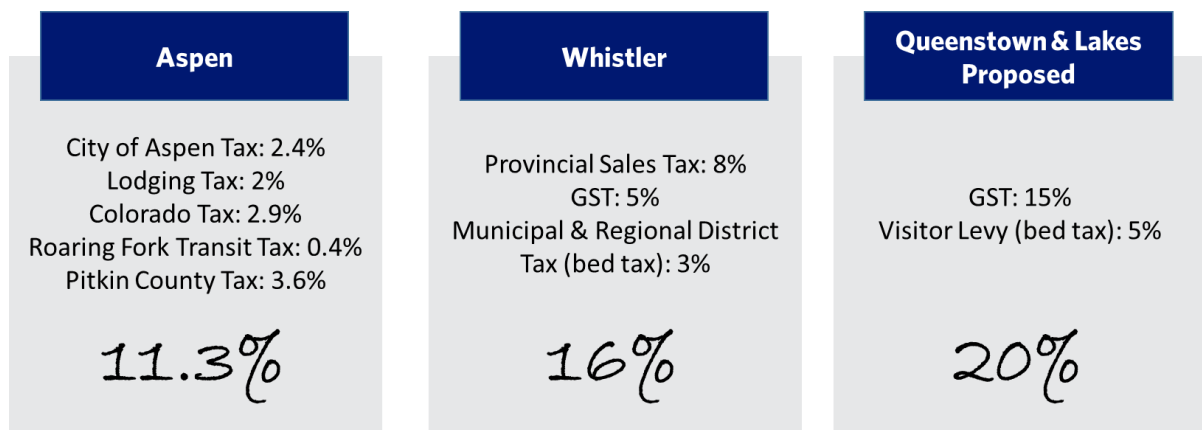 Aspen
City of Aspen Tax: 2.4%
Lodging Tax: 2%
Colorado Tax: 2.9%
Roaring Fork Transit Tax: 0.4%
Pitkin County Tax: 3.6%
11.3%
Whistler
Provincial Sales Tax: 8%
GST: 5%
Municipal & Regional District
Tax (bed tax): 3%
16%
Queenstown & Lakes
Proposed
GST: 15%
Visitor Levy (bed tax): 5%
20%